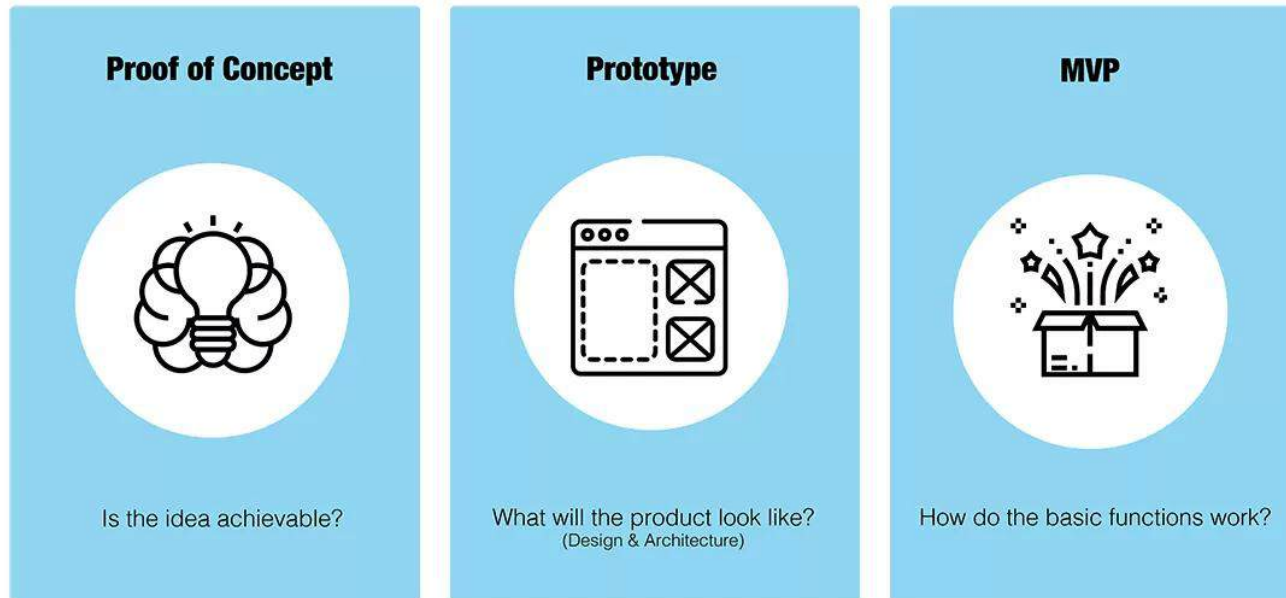 Proof of Concept
Is the idea achievable?
Prototype
What will the product look like?
(Design & Architecture)
MVP
How do the basic functions work?